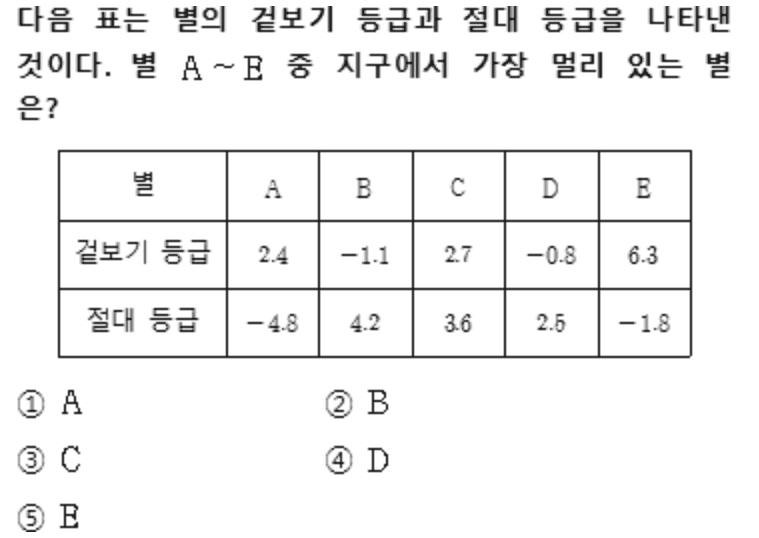 다음 표는 별의 겉보기 등급과 절대 등급을 나타낸
것이다. 별 A ~ E 중 지구에서 가장 멀리 있는 별
은?
별 A B C D E
겉보기 등급 2.4 −1.1 2.7 −0.8 6.3
절대 등급 −4.8 4.2 3.6 2.5 −1.8
① A ② B
③ C ④ D
⑤ E